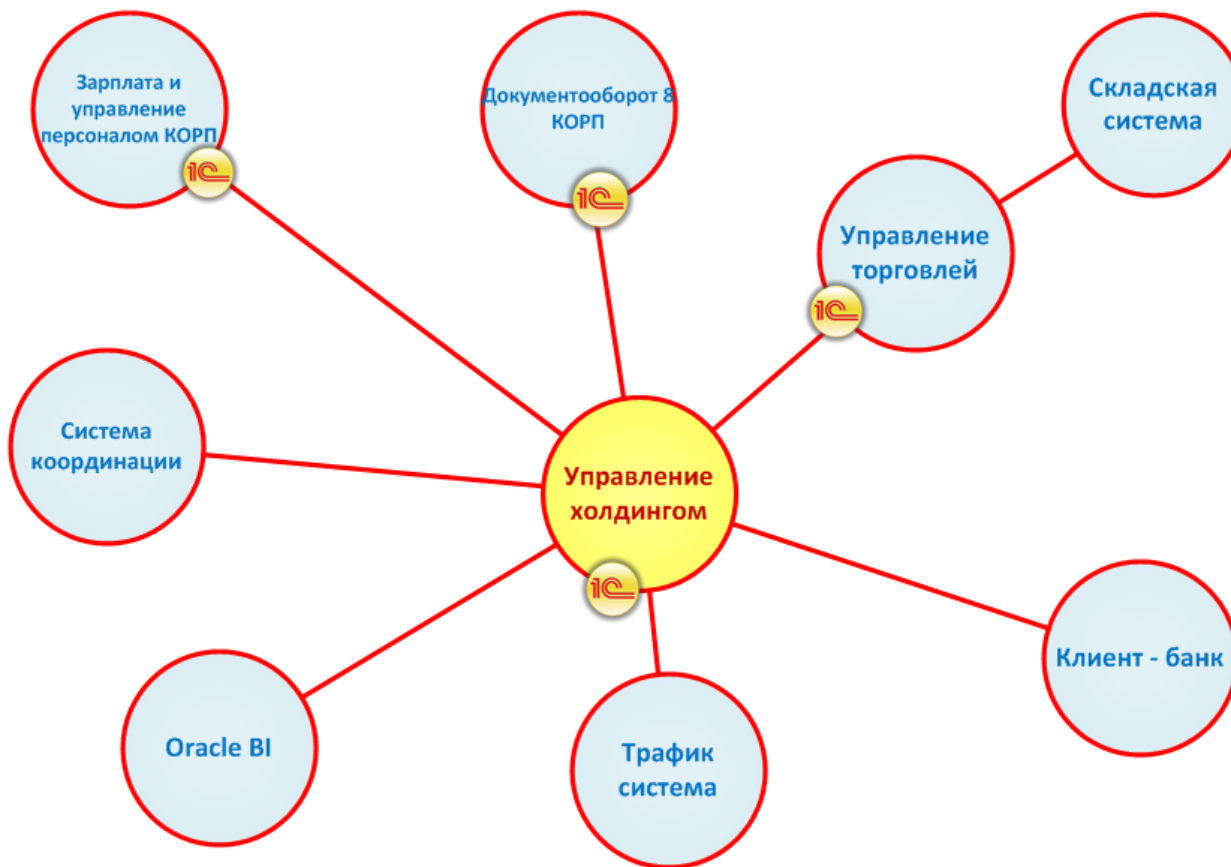 Зарплата и
управление
персоналом КОРП
1С
Документооборот 8
КОРП
1С
Складская
система
Управление
торговлей
1С
Система
координации
Управление
холдингом
1С
Клиент - банк
Oracle BI
Трафик
система